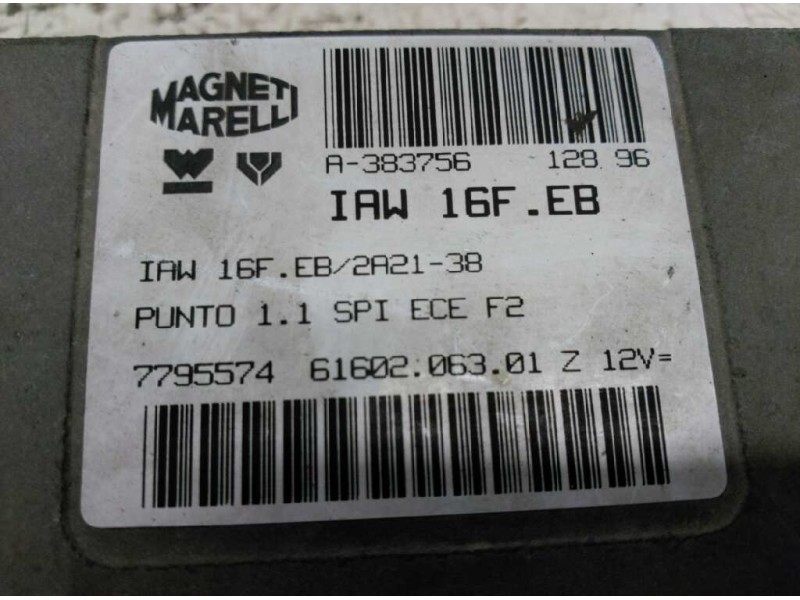 MAGNETI
MARELLI
A-383756 128 96
IAW 16F.EB
IAW 16F.EB/2A21-38
PUNTO 1.1 SPI ECE F2
7795574 61602.063.01 Z 12V=